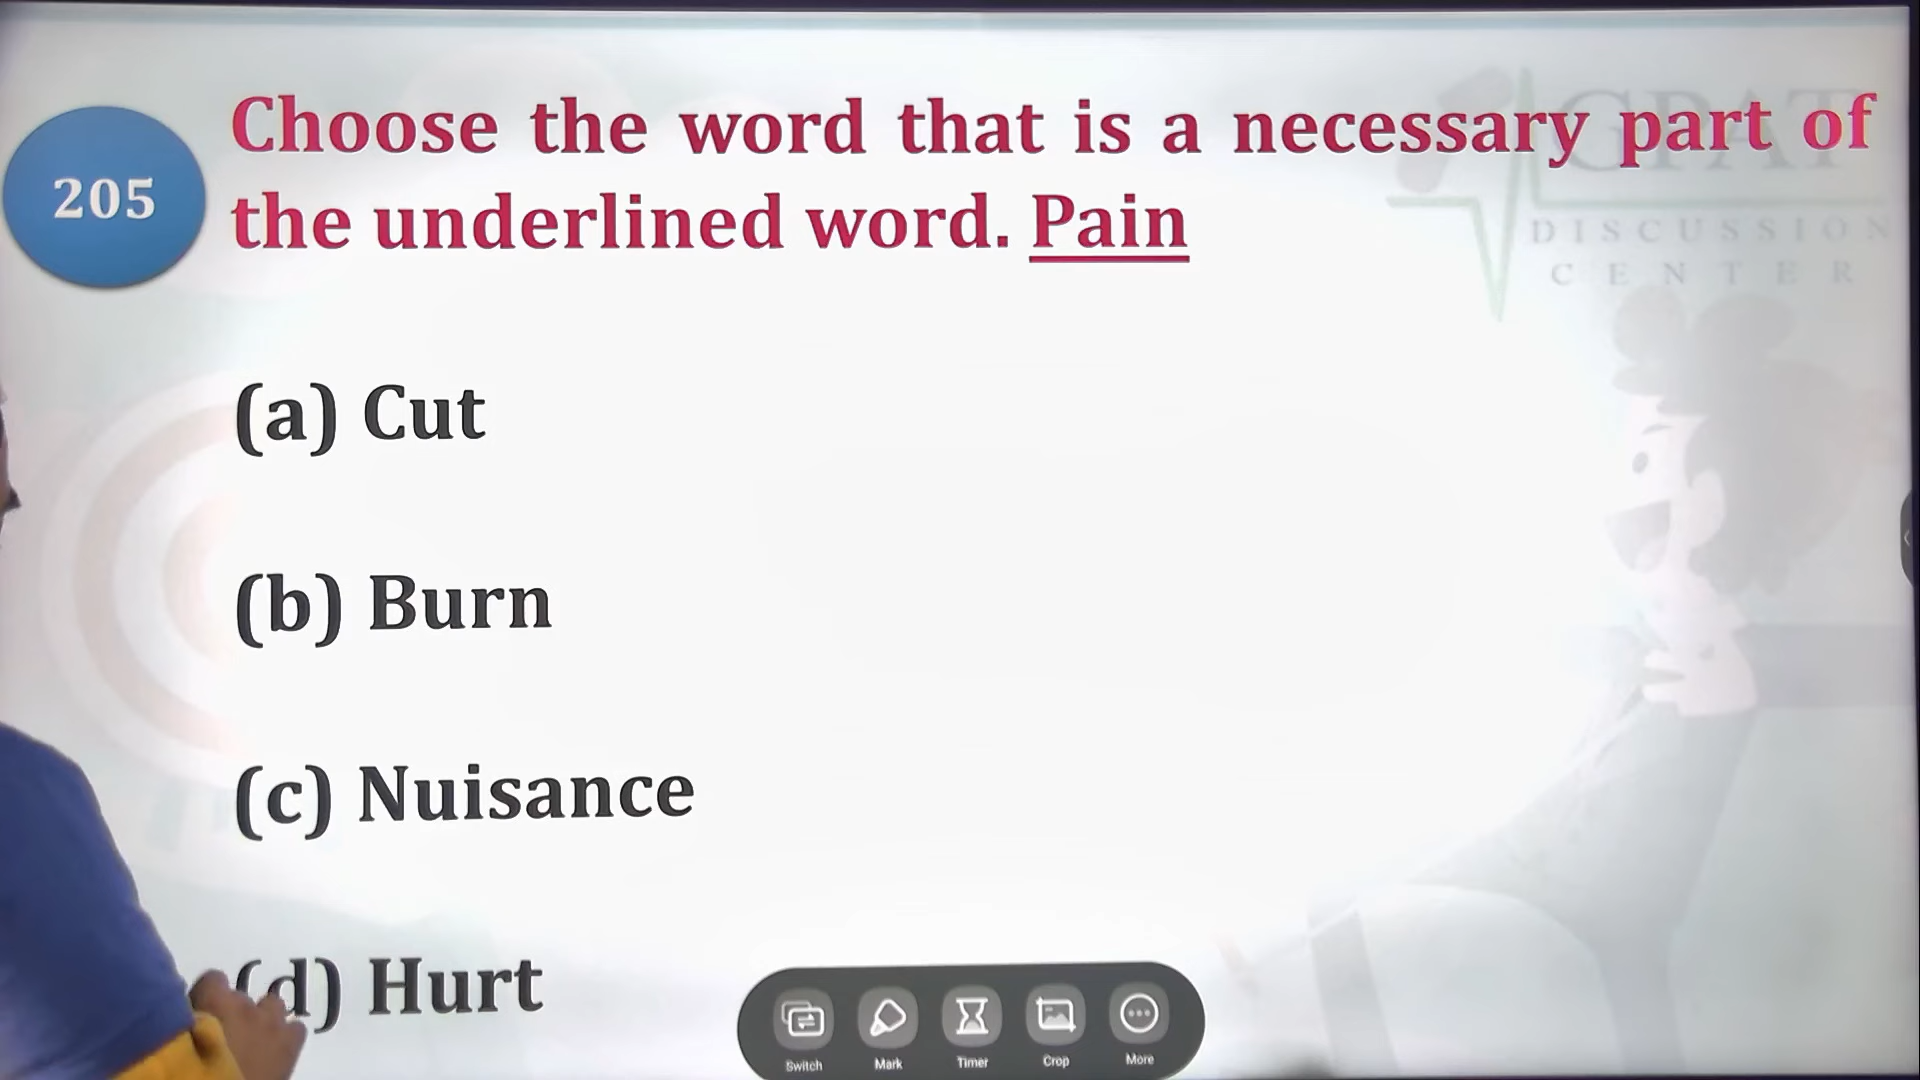 205
Choose the word that is a necessary part of
the underlined word. Pain
GPAT
DISCUSSION
CENTER
(a) Cut
(b) Burn
(c) Nuisance
(d) Hurt
Switch
Mark
Timer
Crop
More